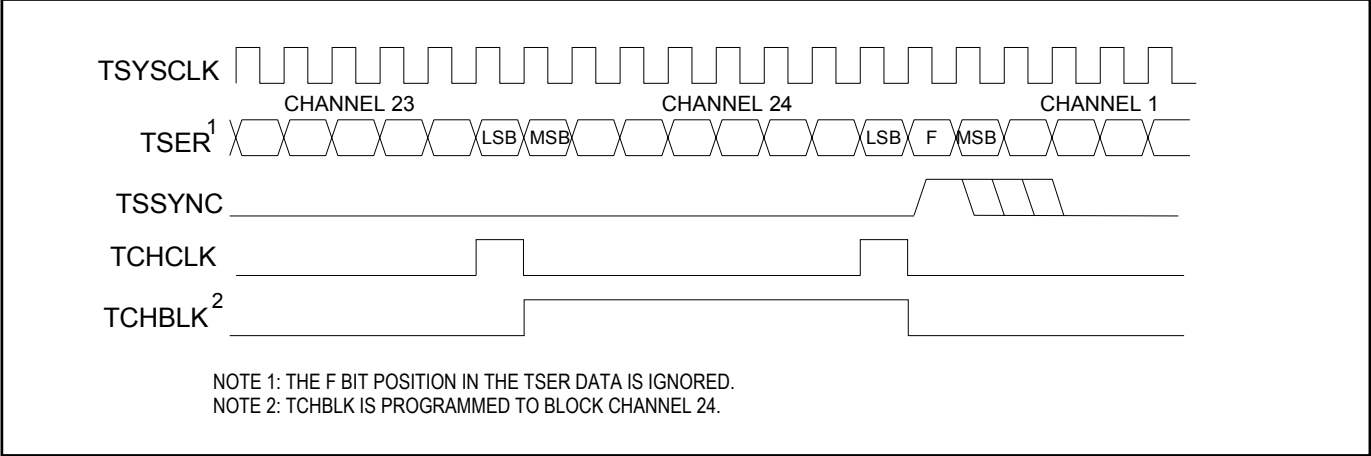 TSYSCLK
CHANNEL 23 CHANNEL 24 CHANNEL 1
TSER1 LSB MSB LSB F MSB
TSSYNC
TCHCLK
TCHBLK2
NOTE 1: THE F BIT POSITION IN THE TSER DATA IS IGNORED.
NOTE 2: TCHBLK IS PROGRAMMED TO BLOCK CHANNEL 24.